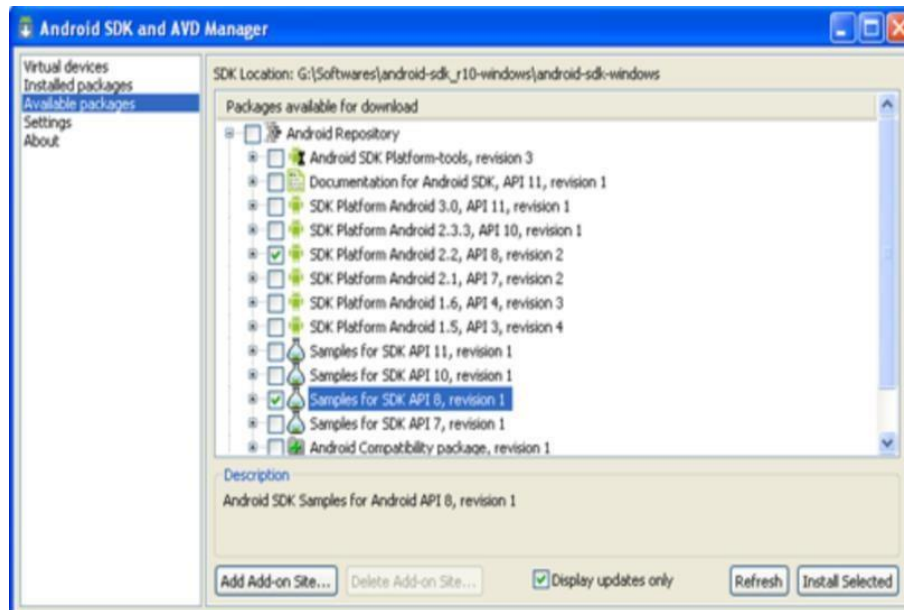 Android SDK and AVD Manager
Virtual devices
Installed packages
Available packages
Settings
About
SDK Location: G:\Softwares\android-sdk_r10-windows\android-sdk-windows
Packages available for download
Android Repository
Android SDK Platform-tools, revision 3
Documentation for Android SDK, API 11, revision 1
SDK Platform Android 3.0, API 11, revision 1
SDK Platform Android 2.3.3, API 10, revision 1
SDK Platform Android 2.2, API 8, revision 2
SDK Platform Android 2.1, API 7, revision 2
SDK Platform Android 1.6, API 4, revision 3
SDK Platform Android 1.5, API 3, revision 4
Samples for SDK API 11, revision 1
Samples for SDK API 10, revision 1
Samples for SDK API 8, revision 1
Samples for SDK API 7, revision 1
Android Compatibility package, revision 1
Description
Android SDK Samples for Android API 8, revision 1
Add Add-on Site...
Delete Add-on Site...
Display updates only
Refresh
Install Selected